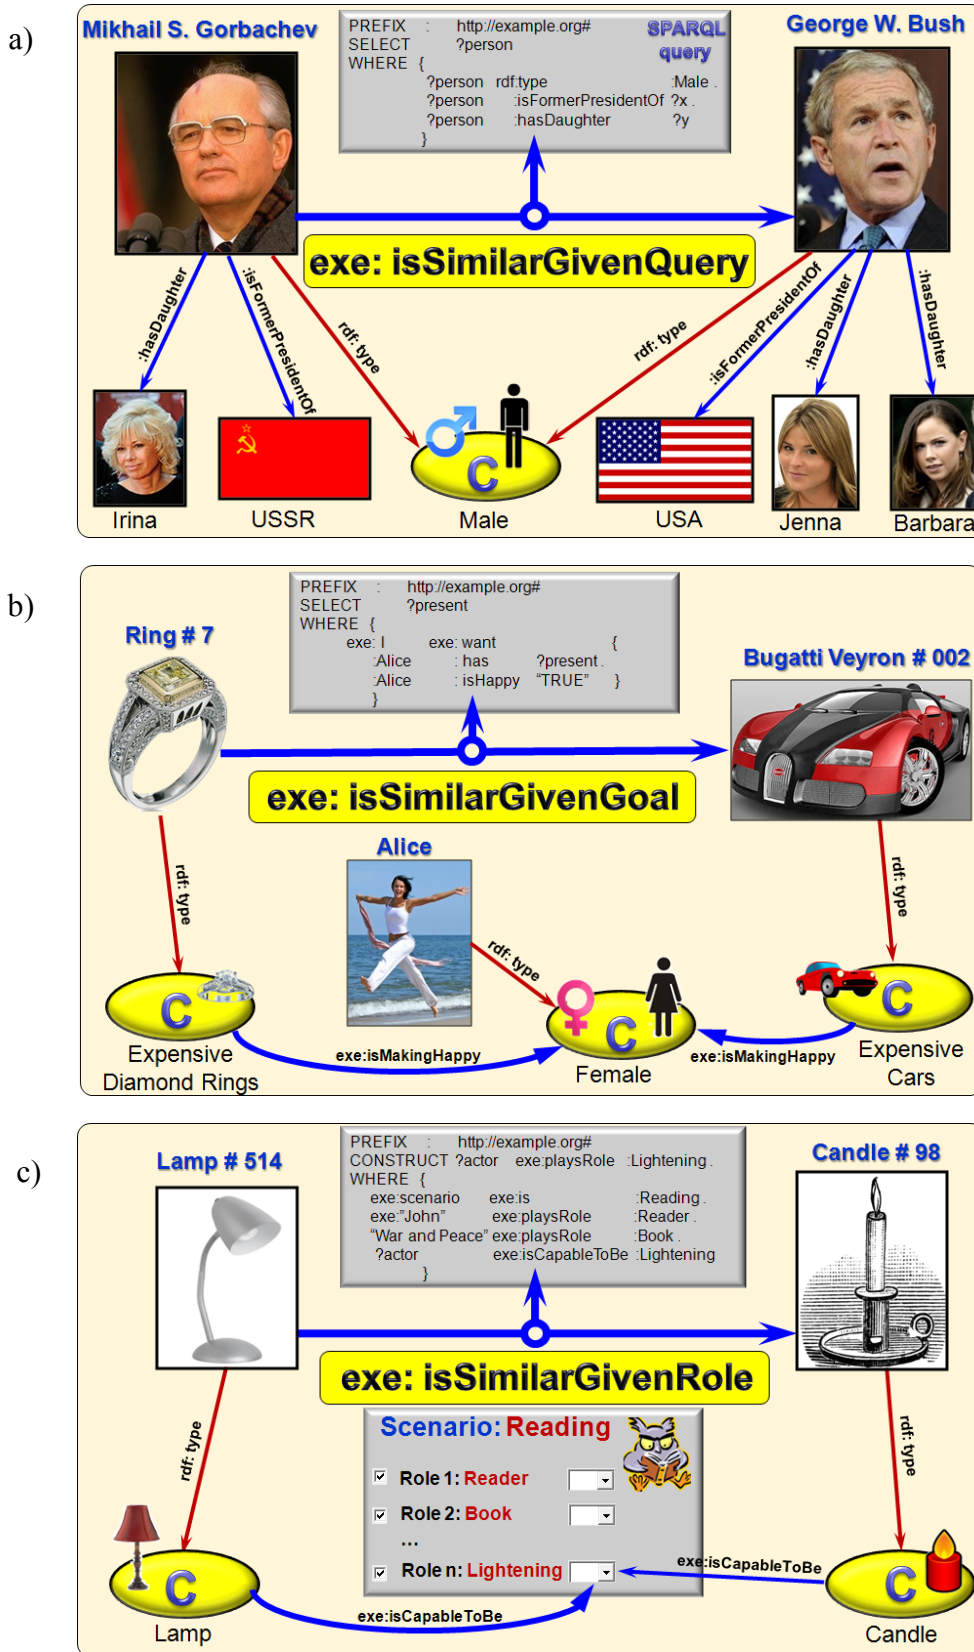 a)
Mikhail S. Gorbachev
PREFIX : http://example.org#
SELECT ?person
WHERE {
?person rdf:type :Male .
?person :isFormerPresidentOf ?x .
?person :hasDaughter ?y
}
SPARQL
query
George W. Bush
exe: isSimilarGivenQuery
:hasDaughter
:isFormerPresidentOf
rdf: type
rdf: type
:isFormerPresidentOf
:hasDaughter
:hasDaughter
C
Irina
USSR
Male
USA
Jenna
Barbara
b)
PREFIX : http://example.org#
SELECT ?present
WHERE {
exe: I exe: want {
:Alice : has ?present .
:Alice : isHappy “TRUE” }
}
Ring # 7
Bugatti Veyron # 002
exe: isSimilarGivenGoal
Alice
rdf: type
rdf: type
rdf: type
C
C
C
exe:isMakingHappy
exe:isMakingHappy
Expensive
Diamond Rings
Female
Expensive
Cars
c)
PREFIX : http://example.org#
CONSTRUCT ?actor exe:playsRole :Lightening .
WHERE {
exe:scenario exe:is :Reading .
exe:”John” exe:playsRole :Reader .
“War and Peace” exe:playsRole :Book .
?actor exe:isCapableToBe :Lightening
}
Lamp # 514
Candle # 98
exe: isSimilarGivenRole
Scenario: Reading
Role 1: Reader
Role 2: Book
...
Role n: Lightening
rdf: type
rdf: type
exe:isCapableToBe
exe:isCapableToBe
C
C
Lamp
Candle